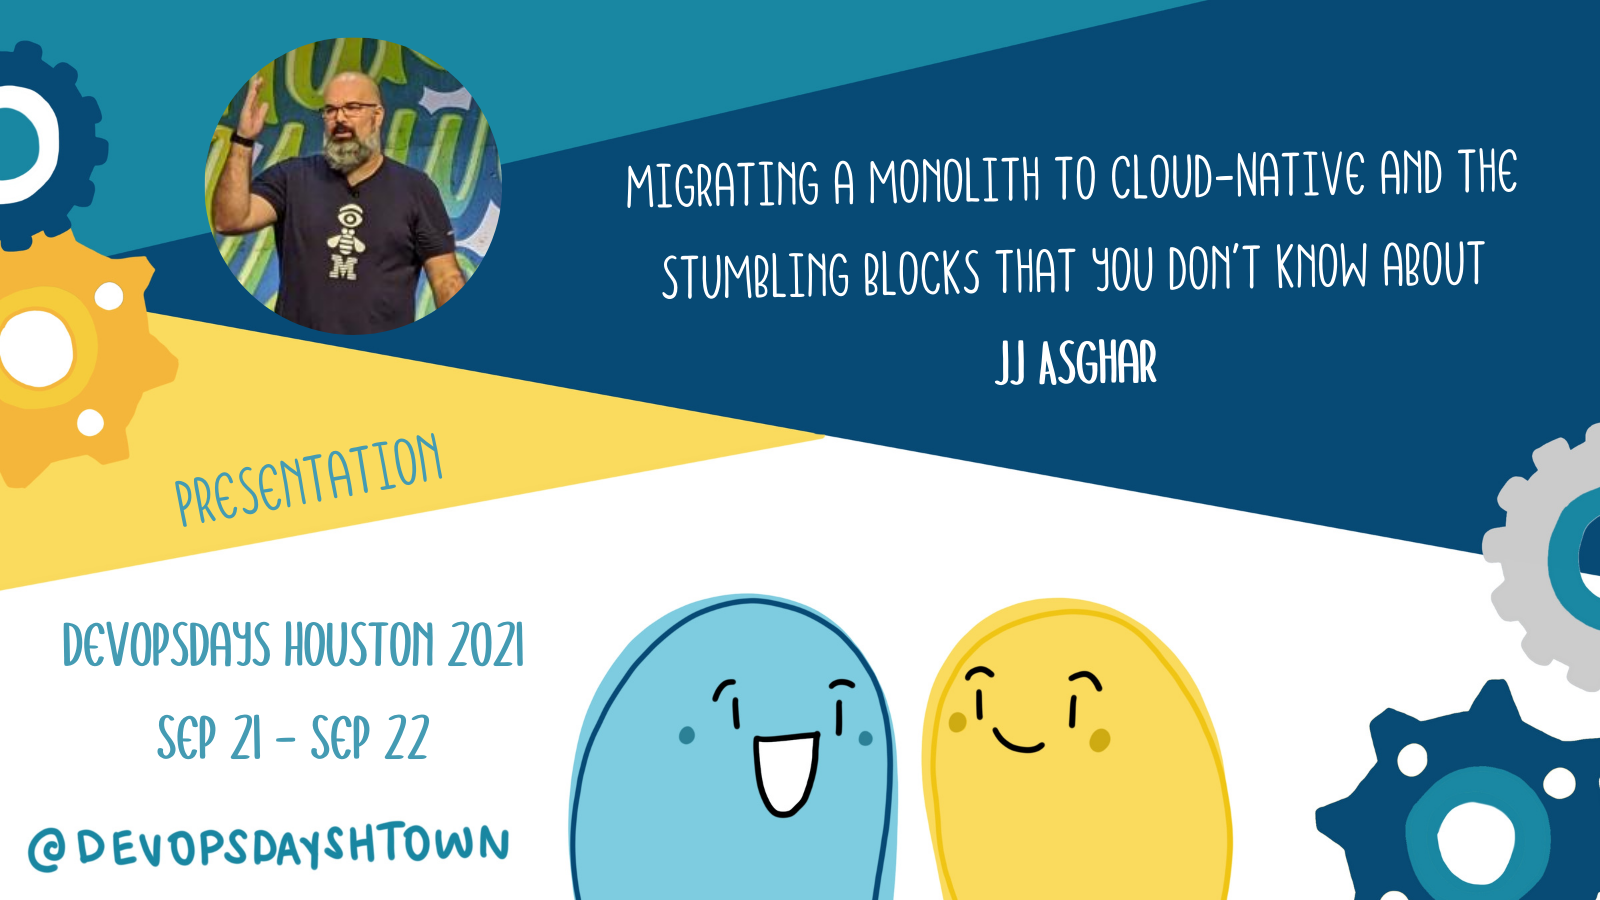 MIGRATING A MONOLITH TO CLOUD-NATIVE AND THE
STUMBLING BLOCKS THAT YOU DON'T KNOW ABOUT
JJ ASGHAR
PRESENTATION
DEVOPSDAYS HOUSTON 2021
SEP 21 - SEP 22
@DEVOPSDAYSHTOWN
M